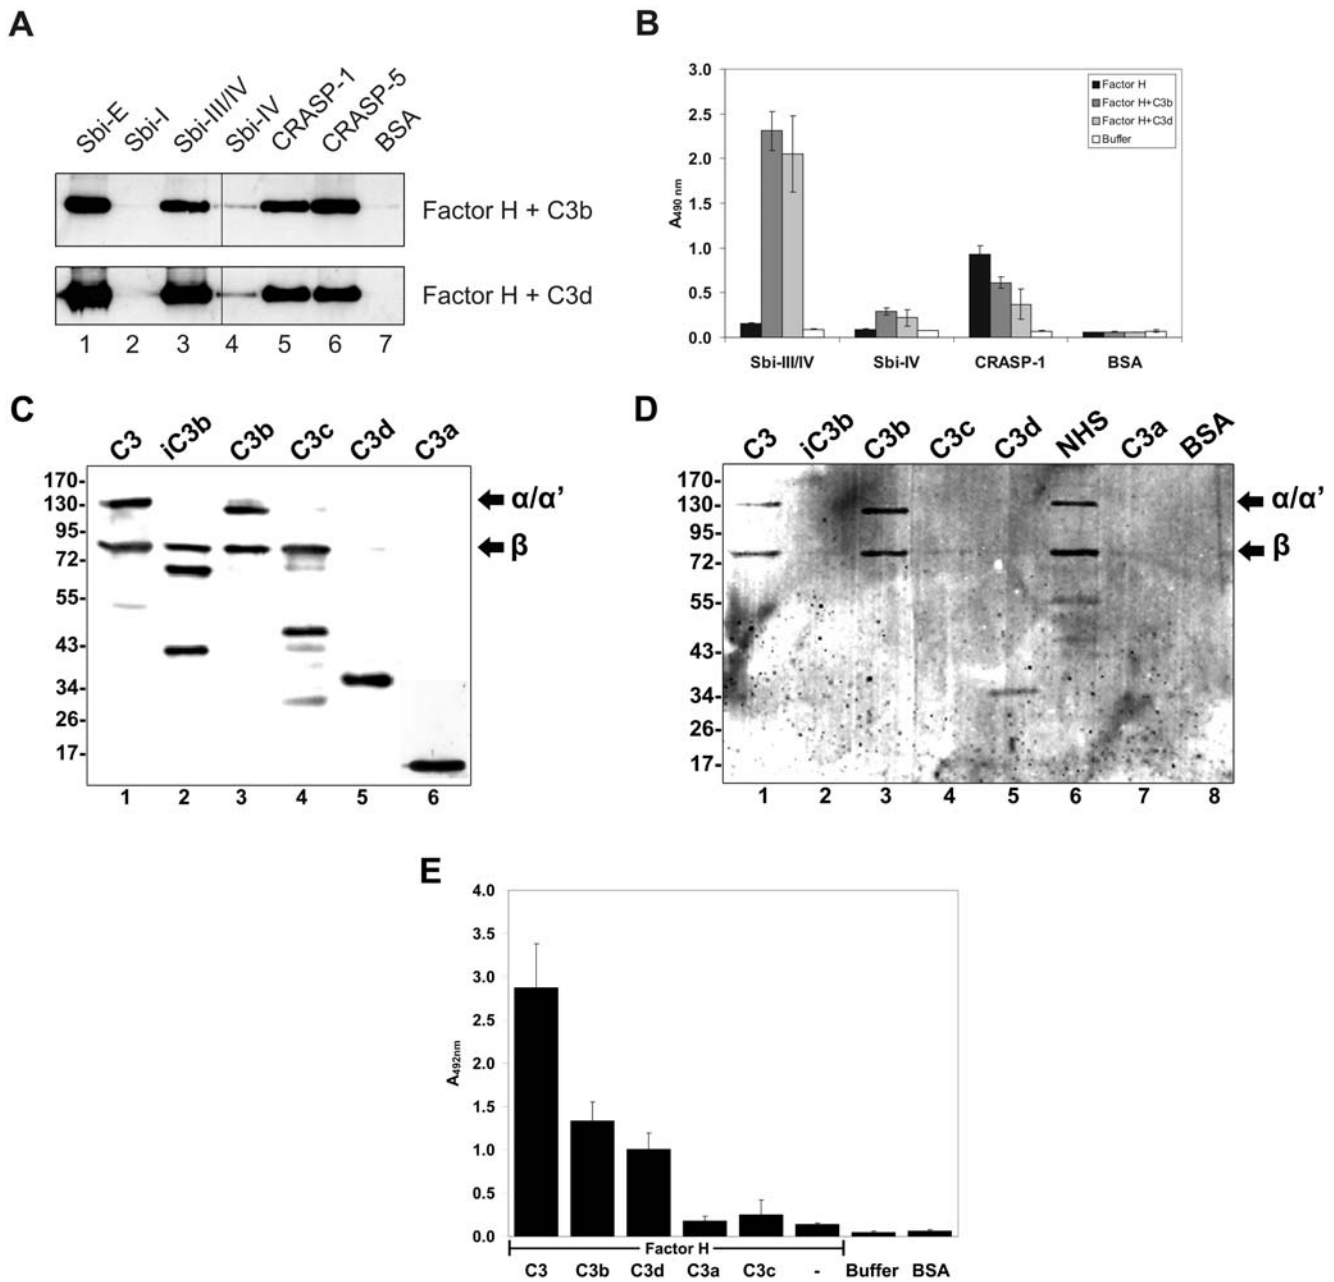 A
Sbi-E Sbi-I Sbi-III/IV Sbi-IV CRASP-1 CRASP-5 BSA
Factor H + C3b
Factor H + C3d
1 2 3 4 5 6 7
B
3.0
2.5
2.0
1.5
1.0
0.5
0.0
A490 nm
Factor H
Factor H+C3b
Factor H+C3d
Buffer
Sbi-III/IV Sbi-IV CRASP-1 BSA
C
C3 iC3b C3b C3c C3d C3a
170-
130-
95-
72-
55-
43-
34-
26-
17-
α/α’
β
1 2 3 4 5 6
D
C3 iC3b C3b C3c C3d NHS C3a BSA
170-
130-
95-
72-
55-
43-
34-
26-
17-
α/α’
β
1 2 3 4 5 6 7 8
E
4.0
3.5
3.0
2.5
2.0
1.5
1.0
0.5
0.0
A492nm
Factor H
C3 C3b C3d C3a C3c - Buffer BSA